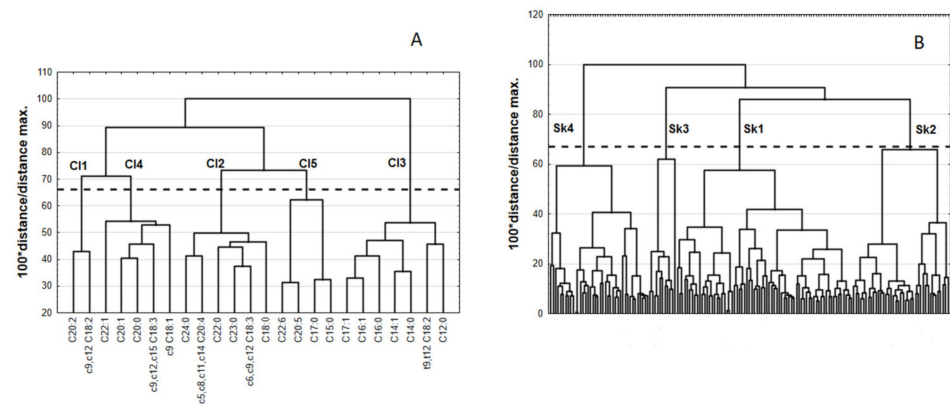 A
100*distance/distance max.
110
100
90
80
70
60
50
40
30
20
Cl1
Cl4
Cl2
Cl5
Cl3
C20:2
c9,c12 C18:2
C22:1
C20:1
C20:0
c9,c12,c15 C18:3
c9 C18:1
C24:0
c5,c8,c11,c14 C20:4
C22:0
C23:0
c6,c9,c12 C18:3
C18:0
C22:6
C20:5
C17:0
C15:0
C17:1
C16:1
C16:0
C14:1
C14:0
t9,t12 C18:2
C12:0
B
100*distance/distance max.
120
100
80
60
40
20
0
Sk4
Sk3
Sk1
Sk2